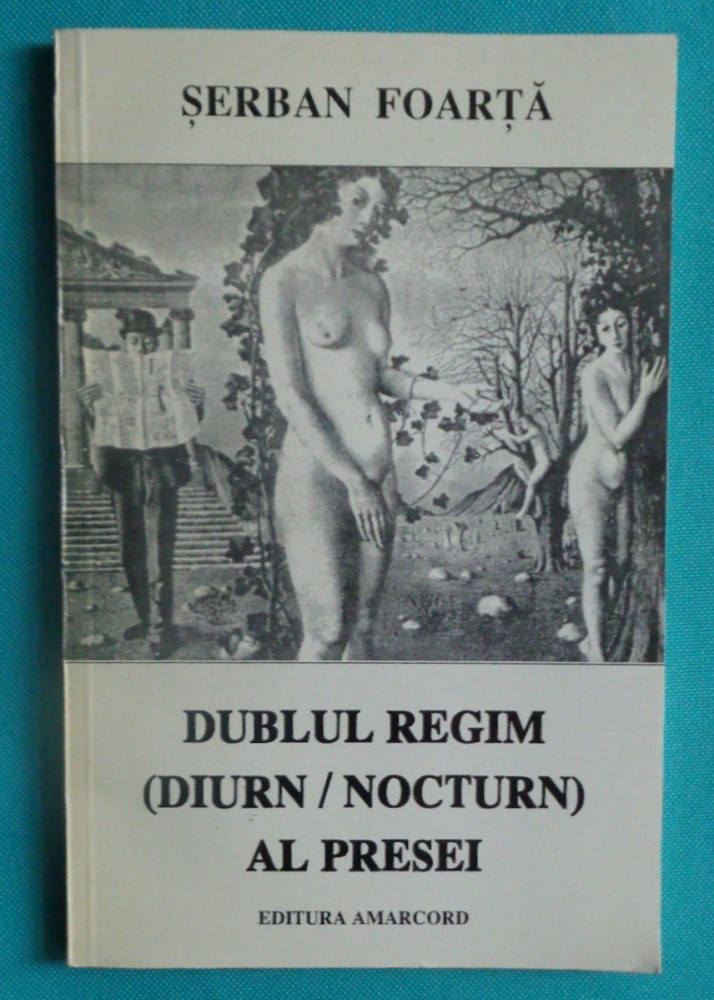 ȘERBAN FOARȚĂ
DUBLUL REGIM
(DIURN / NOCTURN)
AL PRESEI
EDITURA AMARCORD